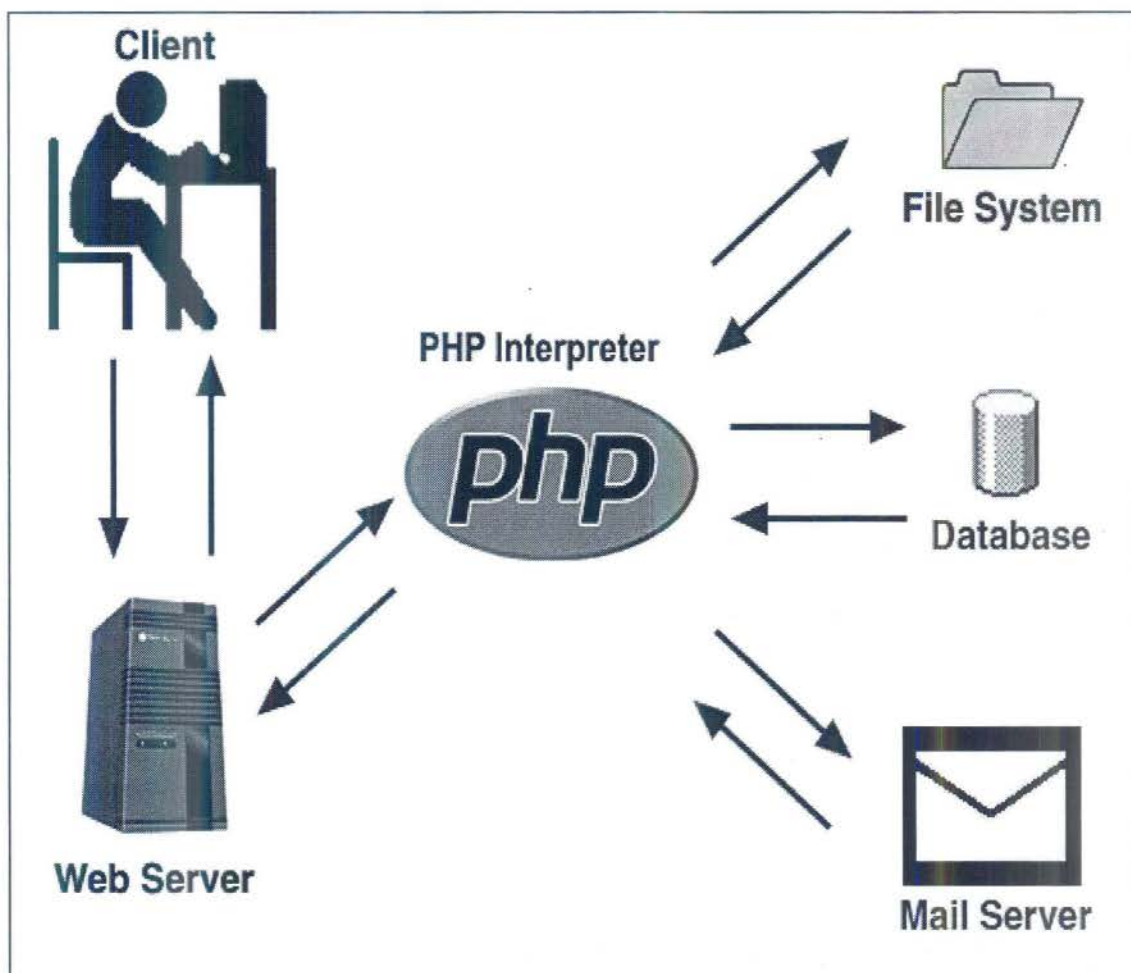 Client
File System
PHP Interpreter
php
Database
Web Server
Mail Server